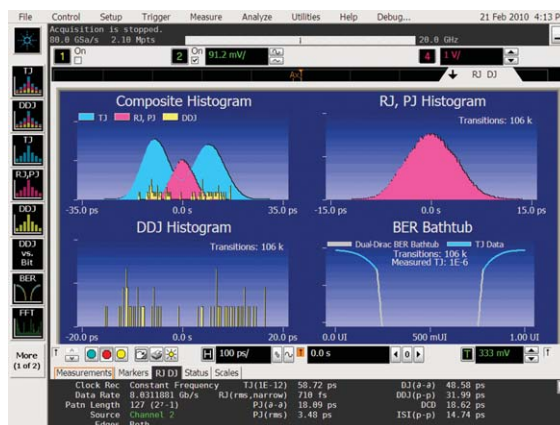 File Control Setup Trigger Measure Analyze Utilities Help Debug... 21 Feb 2010 4:13 P
Acquisition is stopped.
80.0 GSa/s 2.10 Mpts 20.0 GHz
1 On 2 On 91.2 mV/ 4 1 V/
RJ DJ
TJ
DDJ
TJ
RJ,PJ
DDJ
DDJ
vs.
Bit
BER
FFT
More
(1 of 2)
Composite Histogram
TJ RJ, PJ DDJ
-35.0 ps 0.0 s 35.0 ps
RJ, PJ Histogram
Transitions: 106 k
-15.0 ps 0.0 s 15.0 ps
DDJ Histogram
Transitions: 106 k
-20.0 ps 0.0 s 20.0 ps
BER Bathtub
Dual-Dirac BER Bathtub TJ Data
Transitions: 106 k
Measured TJ: 1E-6
0.0 UI 500 mUI 1.00 UI
H 100 ps/ 0.0 s 0 T 333 mV
Measurements Markers RJ DJ Status Scales
Clock Rec Constant Frequency TJ(1E-12) 58.72 ps DJ(∂-∂) 48.58 ps
Data Rate 8.0311881 Gb/s RJ(rms,narrow) 710 fs DDJ(p-p) 31.99 ps
Patn Length 127 (2⁷-1) PJ(∂-∂) 18.09 ps DCD 18.62 ps
Source Channel 2 PJ(rms) 3.48 ps ISI(p-p) 14.74 ps
Edges Both